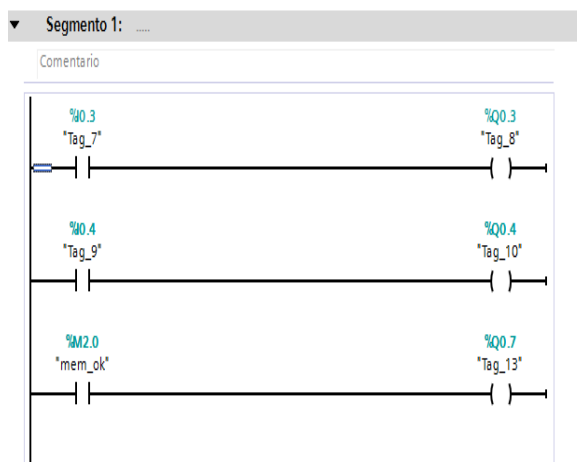 Segmento 1: .....
Comentario
%I0.3
"Tag_7"
%Q0.3
"Tag_8"
%I0.4
"Tag_9"
%Q0.4
"Tag_10"
%M2.0
"mem_ok"
%Q0.7
"Tag_13"